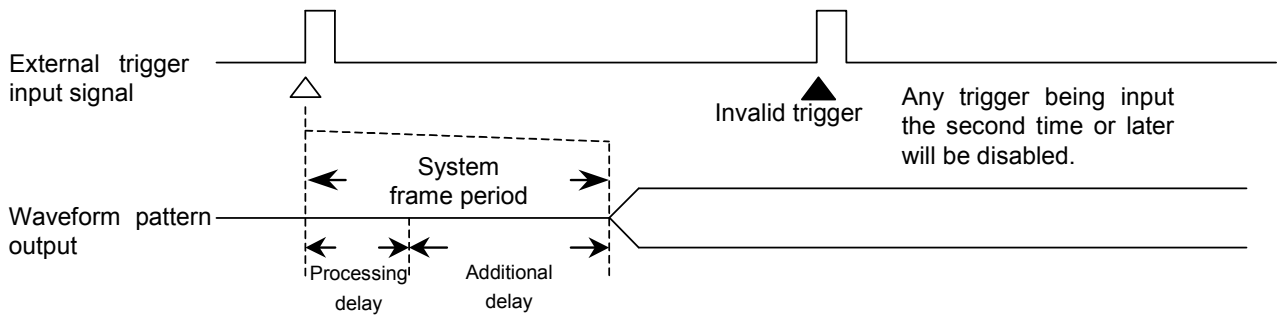 External trigger
input signal
Invalid trigger
Any trigger being input
the second time or later
will be disabled.
System
frame period
Waveform pattern
output
Processing
delay
Additional
delay